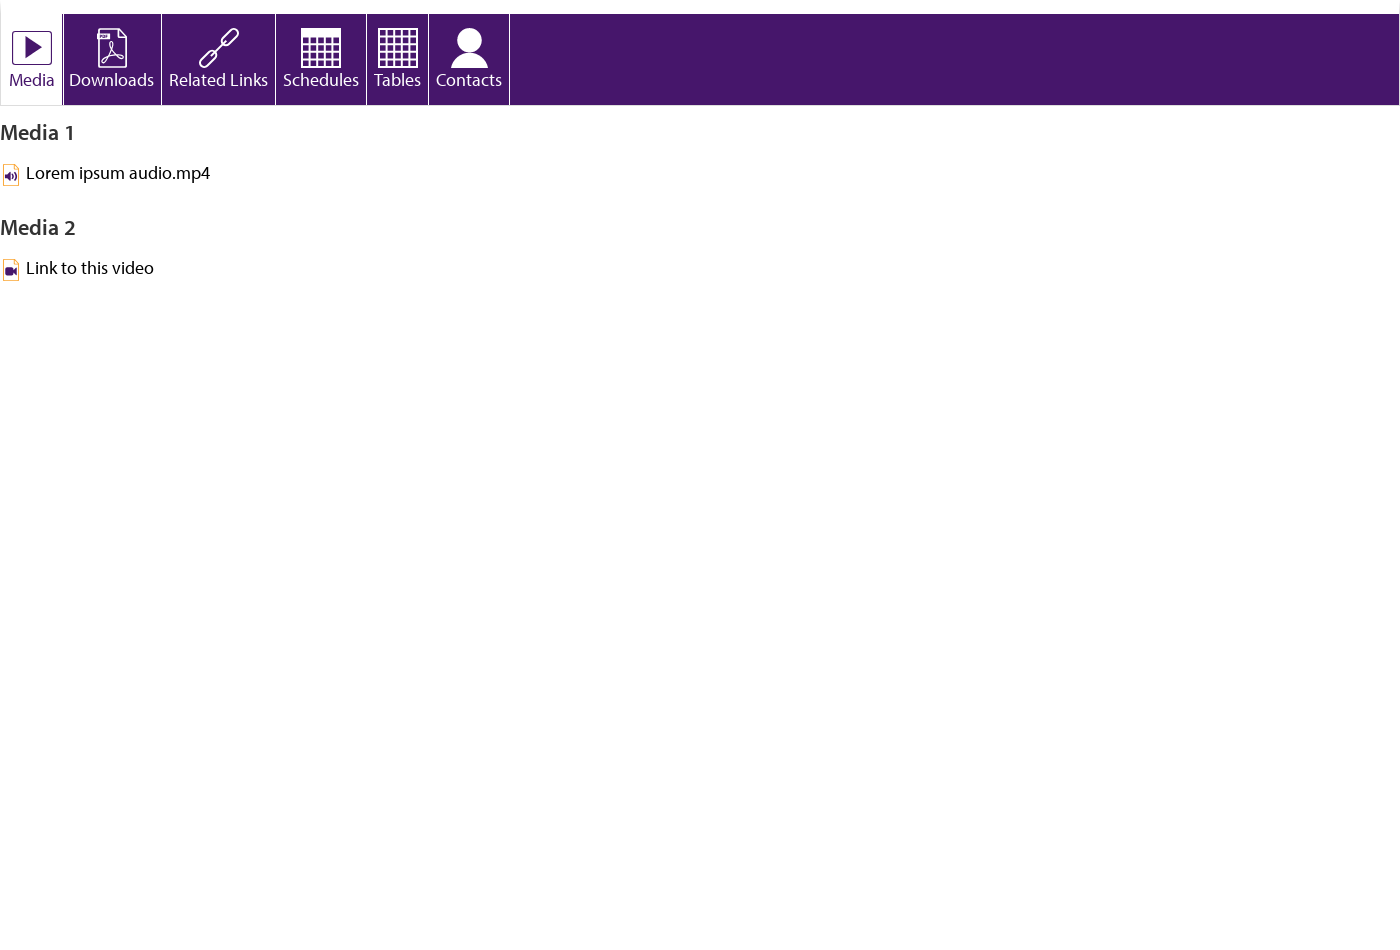 Media
Downloads
Related Links
Schedules
Tables
Contacts
Media 1
Lorem ipsum audio.mp4
Media 2
Link to this video